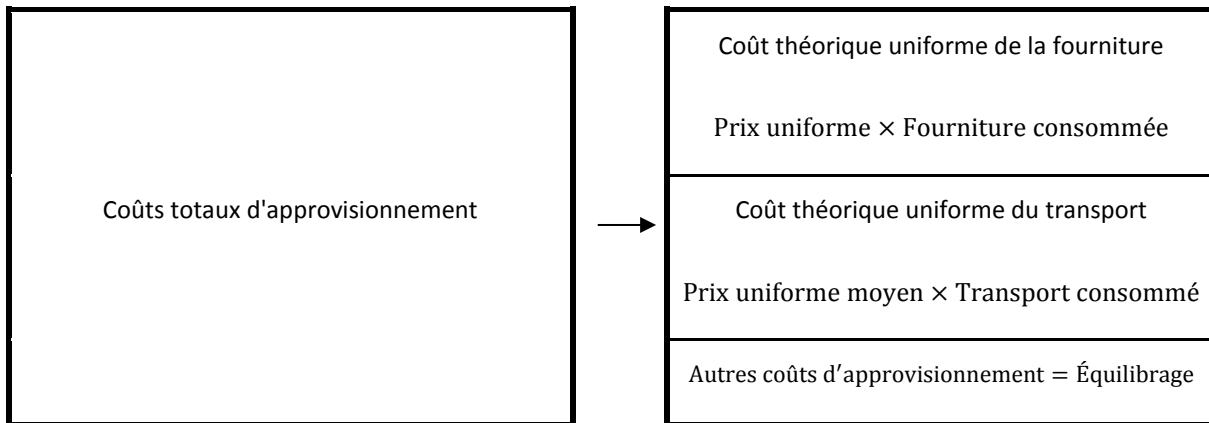 Coûts totaux d'approvisionnement
Coût théorique uniforme de la fourniture
Prix uniforme × Fourniture consommée
Coût théorique uniforme du transport
Prix uniforme moyen × Transport consommé
Autres coûts d′approvisionnement = Équilibrage